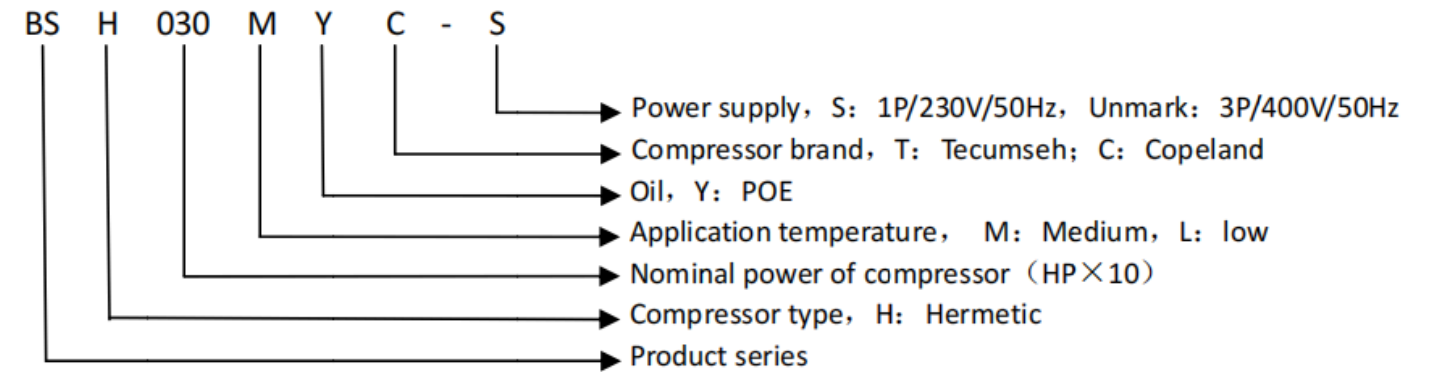 BS H 030 M Y C - S
Power supply，S：1P/230V/50Hz，Unmark：3P/400V/50Hz
Compressor brand，T：Tecumseh；C：Copeland
Oil，Y：POE
Application temperature， M：Medium，L：low
Nominal power of compressor（HP×10）
Compressor type，H：Hermetic
Product series